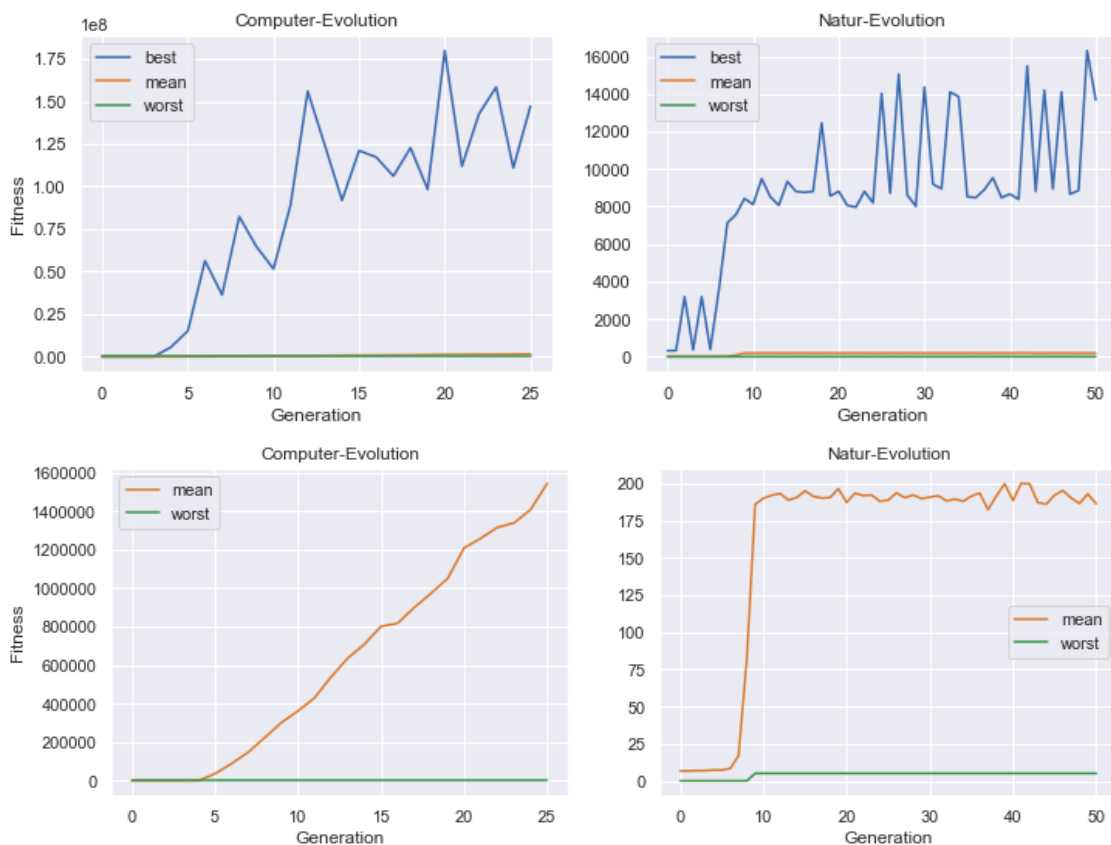 Computer-Evolution
1e8
best
mean
worst
1.75
1.50
1.25
1.00
0.75
0.50
0.25
0.00
Fitness
0 5 10 15 20 25
Generation
Natur-Evolution
best
mean
worst
16000
14000
12000
10000
8000
6000
4000
2000
0
0 10 20 30 40 50
Generation
Computer-Evolution
mean
worst
1600000
1400000
1200000
1000000
800000
600000
400000
200000
0
Fitness
0 5 10 15 20 25
Generation
Natur-Evolution
200
175
150
125
100
75
50
25
0
mean
worst
0 10 20 30 40 50
Generation